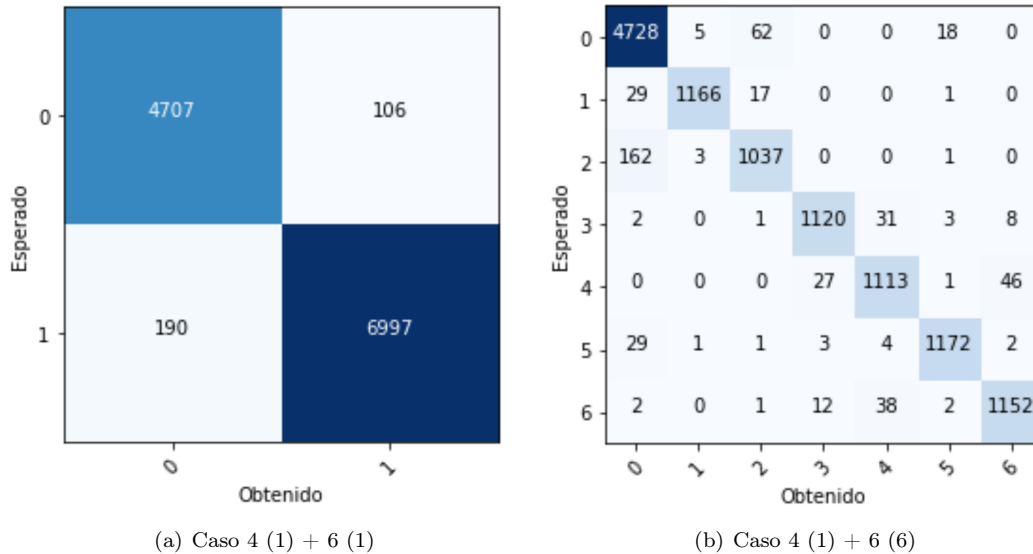 0
4707 106
Esperado
1
190 6997
0 1
Obtenido
(a) Caso 4 (1) + 6 (1)
0 4728 5 62 0 0 18 0
1 29 1166 17 0 0 1 0
2 162 3 1037 0 0 1 0
Esperado
3 2 0 1 1120 31 3 8
4 0 0 0 27 1113 1 46
5 29 1 1 3 4 1172 2
6 2 0 1 12 38 2 1152
0 1 2 3 4 5 6
Obtenido
(b) Caso 4 (1) + 6 (6)